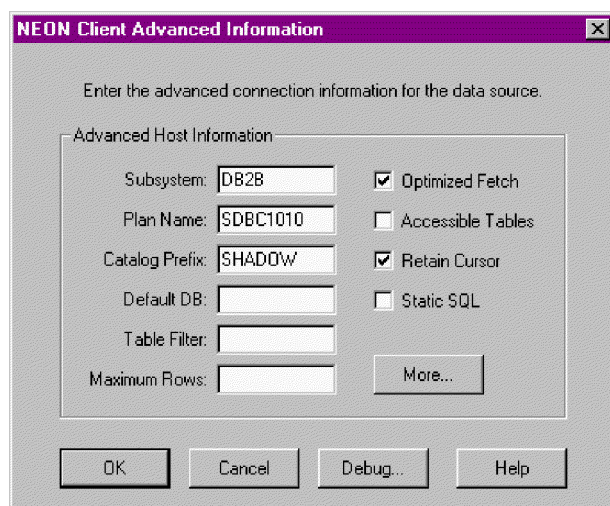 NEON Client Advanced Information
Enter the advanced connection information for the data source.
Advanced Host Information
Subsystem: DB2B
Optimized Fetch
Plan Name: SDBC1010
Accessible Tables
Catalog Prefix: SHADOW
Retain Cursor
Default DB:
Static SQL
Table Filter:
Maximum Rows:
More...
OK
Cancel
Debug...
Help